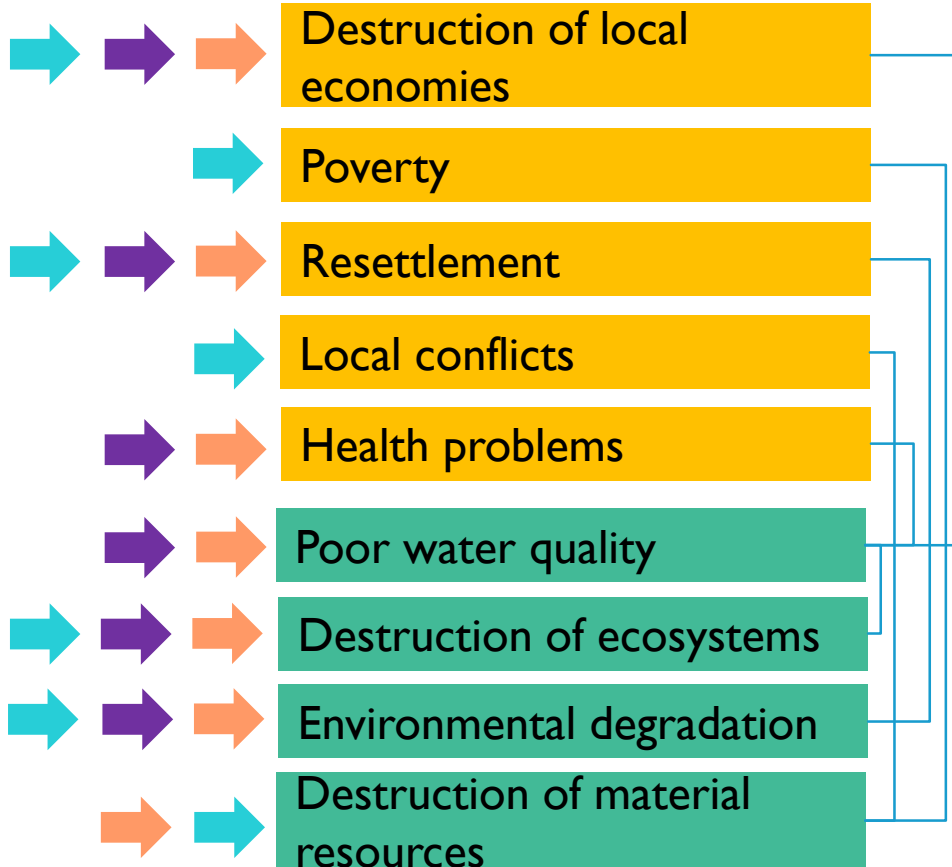 Destruction of local
economies
Poverty
Resettlement
Local conflicts
Health problems
Poor water quality
Destruction of ecosystems
Environmental degradation
Destruction of material
resources